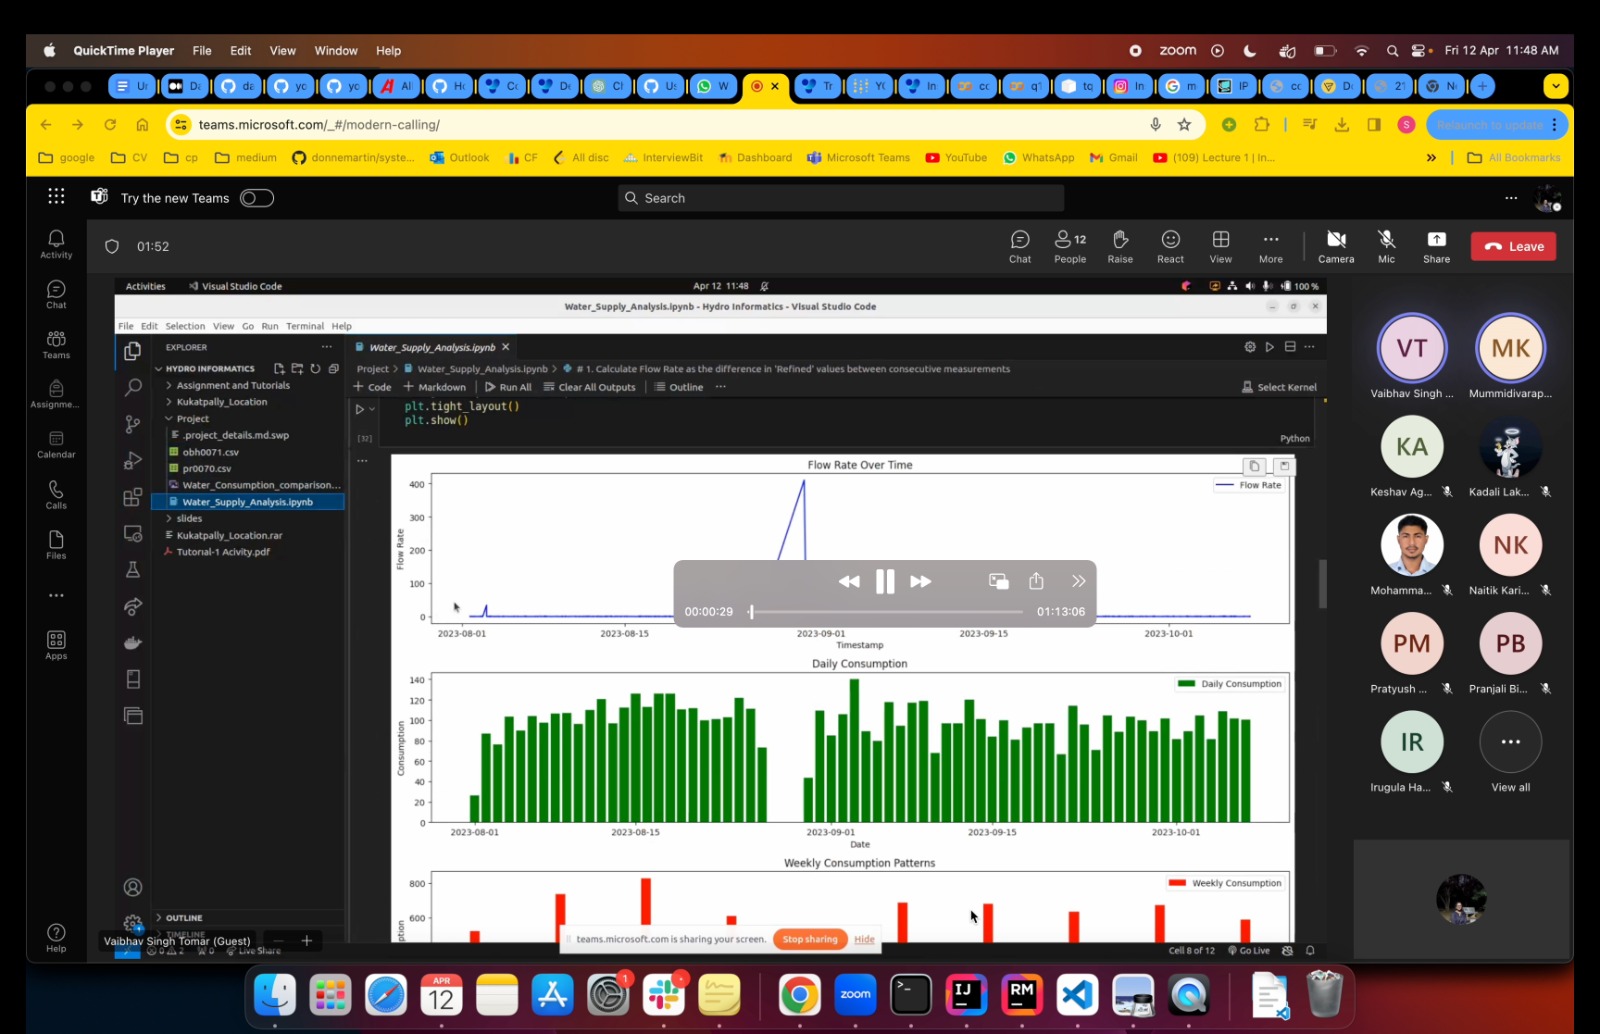 QuickTime Player File Edit View Window Help
zoom Fri 12 Apr 11:48 AM
teams.microsoft.com/_#/modern-calling/
Relaunch to update
google CV cp medium donnemartin/syste... Outlook CF All disc InterviewBit Dashboard Microsoft Teams YouTube WhatsApp Gmail (109) Lecture 1 | In... » All Bookmarks
Try the new Teams
Search
01:52
Chat
12
People
Raise
React
View
More
Camera
Mic
Share
Leave
Activity
Chat
Teams
Assignme...
Calendar
Calls
Files
Apps
Help
Activities Visual Studio Code Apr 12 11:48 100 %
Water_Supply_Analysis.ipynb - Hydro Informatics - Visual Studio Code
File Edit Selection View Go Run Terminal Help
EXPLORER
HYDRO INFORMATICS
Assignment and Tutorials
Kukatpally_Location
Project
.project_details.md.swp
obh0071.csv
pr0070.csv
Water_Consumption_comparison...
Water_Supply_Analysis.ipynb
slides
Kukatpally_Location.rar
Tutorial-1 Acivity.pdf
OUTLINE
TIMELINE
Water_Supply_Analysis.ipynb
Project > Water_Supply_Analysis.ipynb > # 1. Calculate Flow Rate as the difference in 'Refined' values between consecutive measurements
+ Code + Markdown Run All Clear All Outputs Outline ... Select Kernel
plt.tight_layout()
plt.show()
[32]
Python
Flow Rate Over Time
Flow Rate
Flow Rate
400
300
200
100
0
2023-08-01 2023-08-15 2023-09-01 2023-09-15 2023-10-01
Timestamp
00:00:29 01:13:06
Daily Consumption
Daily Consumption
Consumption
140
120
100
80
60
40
20
0
2023-08-01 2023-08-15 2023-09-01 2023-09-15 2023-10-01
Date
Weekly Consumption Patterns
Weekly Consumption
800
600
teams.microsoft.com is sharing your screen. Stop sharing Hide
Vaibhav Singh Tomar (Guest)
Live Share
Cell 8 of 12 Go Live
VT
Vaibhav Singh ...
MK
Mummidivarap...
KA
Keshav Ag...
Kadali Lak...
Mohamma...
NK
Naitik Kari...
PM
Pratyush ...
PB
Pranjali Bi...
IR
Irugula Ha...
View all
APR
12
1
zoom
IJ
RM